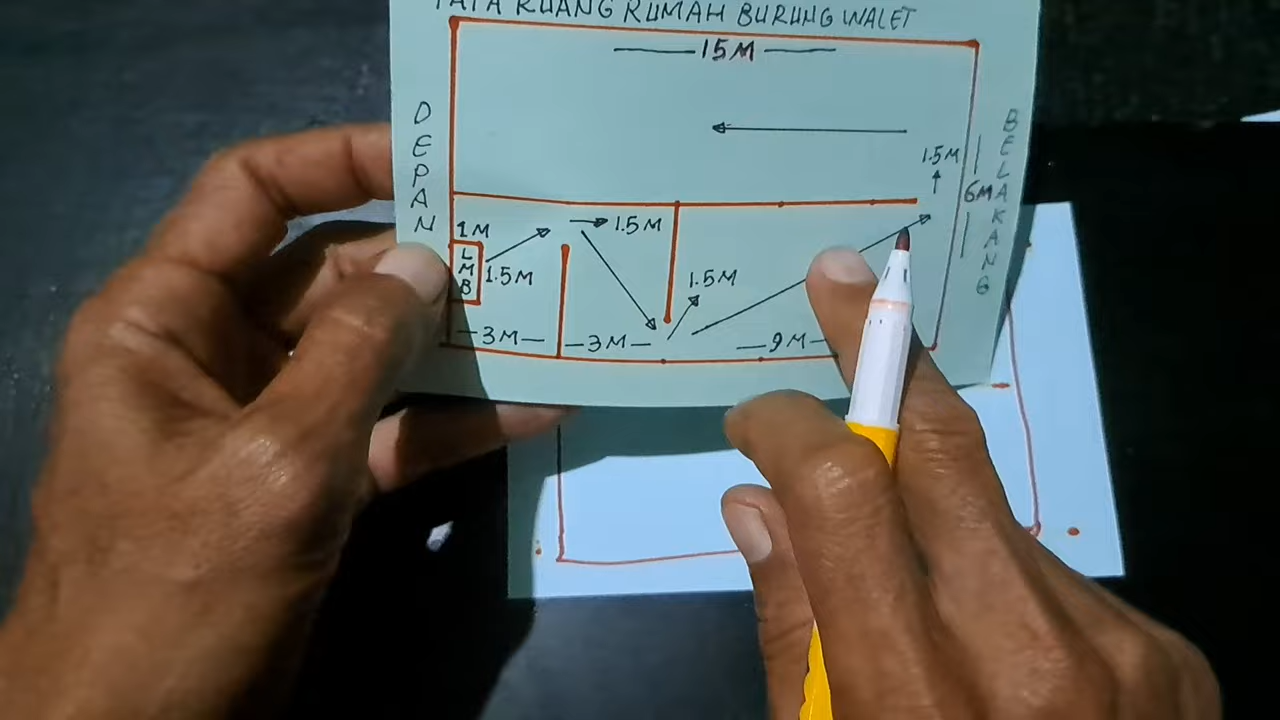 TATA RUANG RUMAH BURUNG WALET
15M
DEPAN
BELAKANG
1.5M
6M
1M
LMB
1.5M
1.5M
1.5M
3M
3M
9M